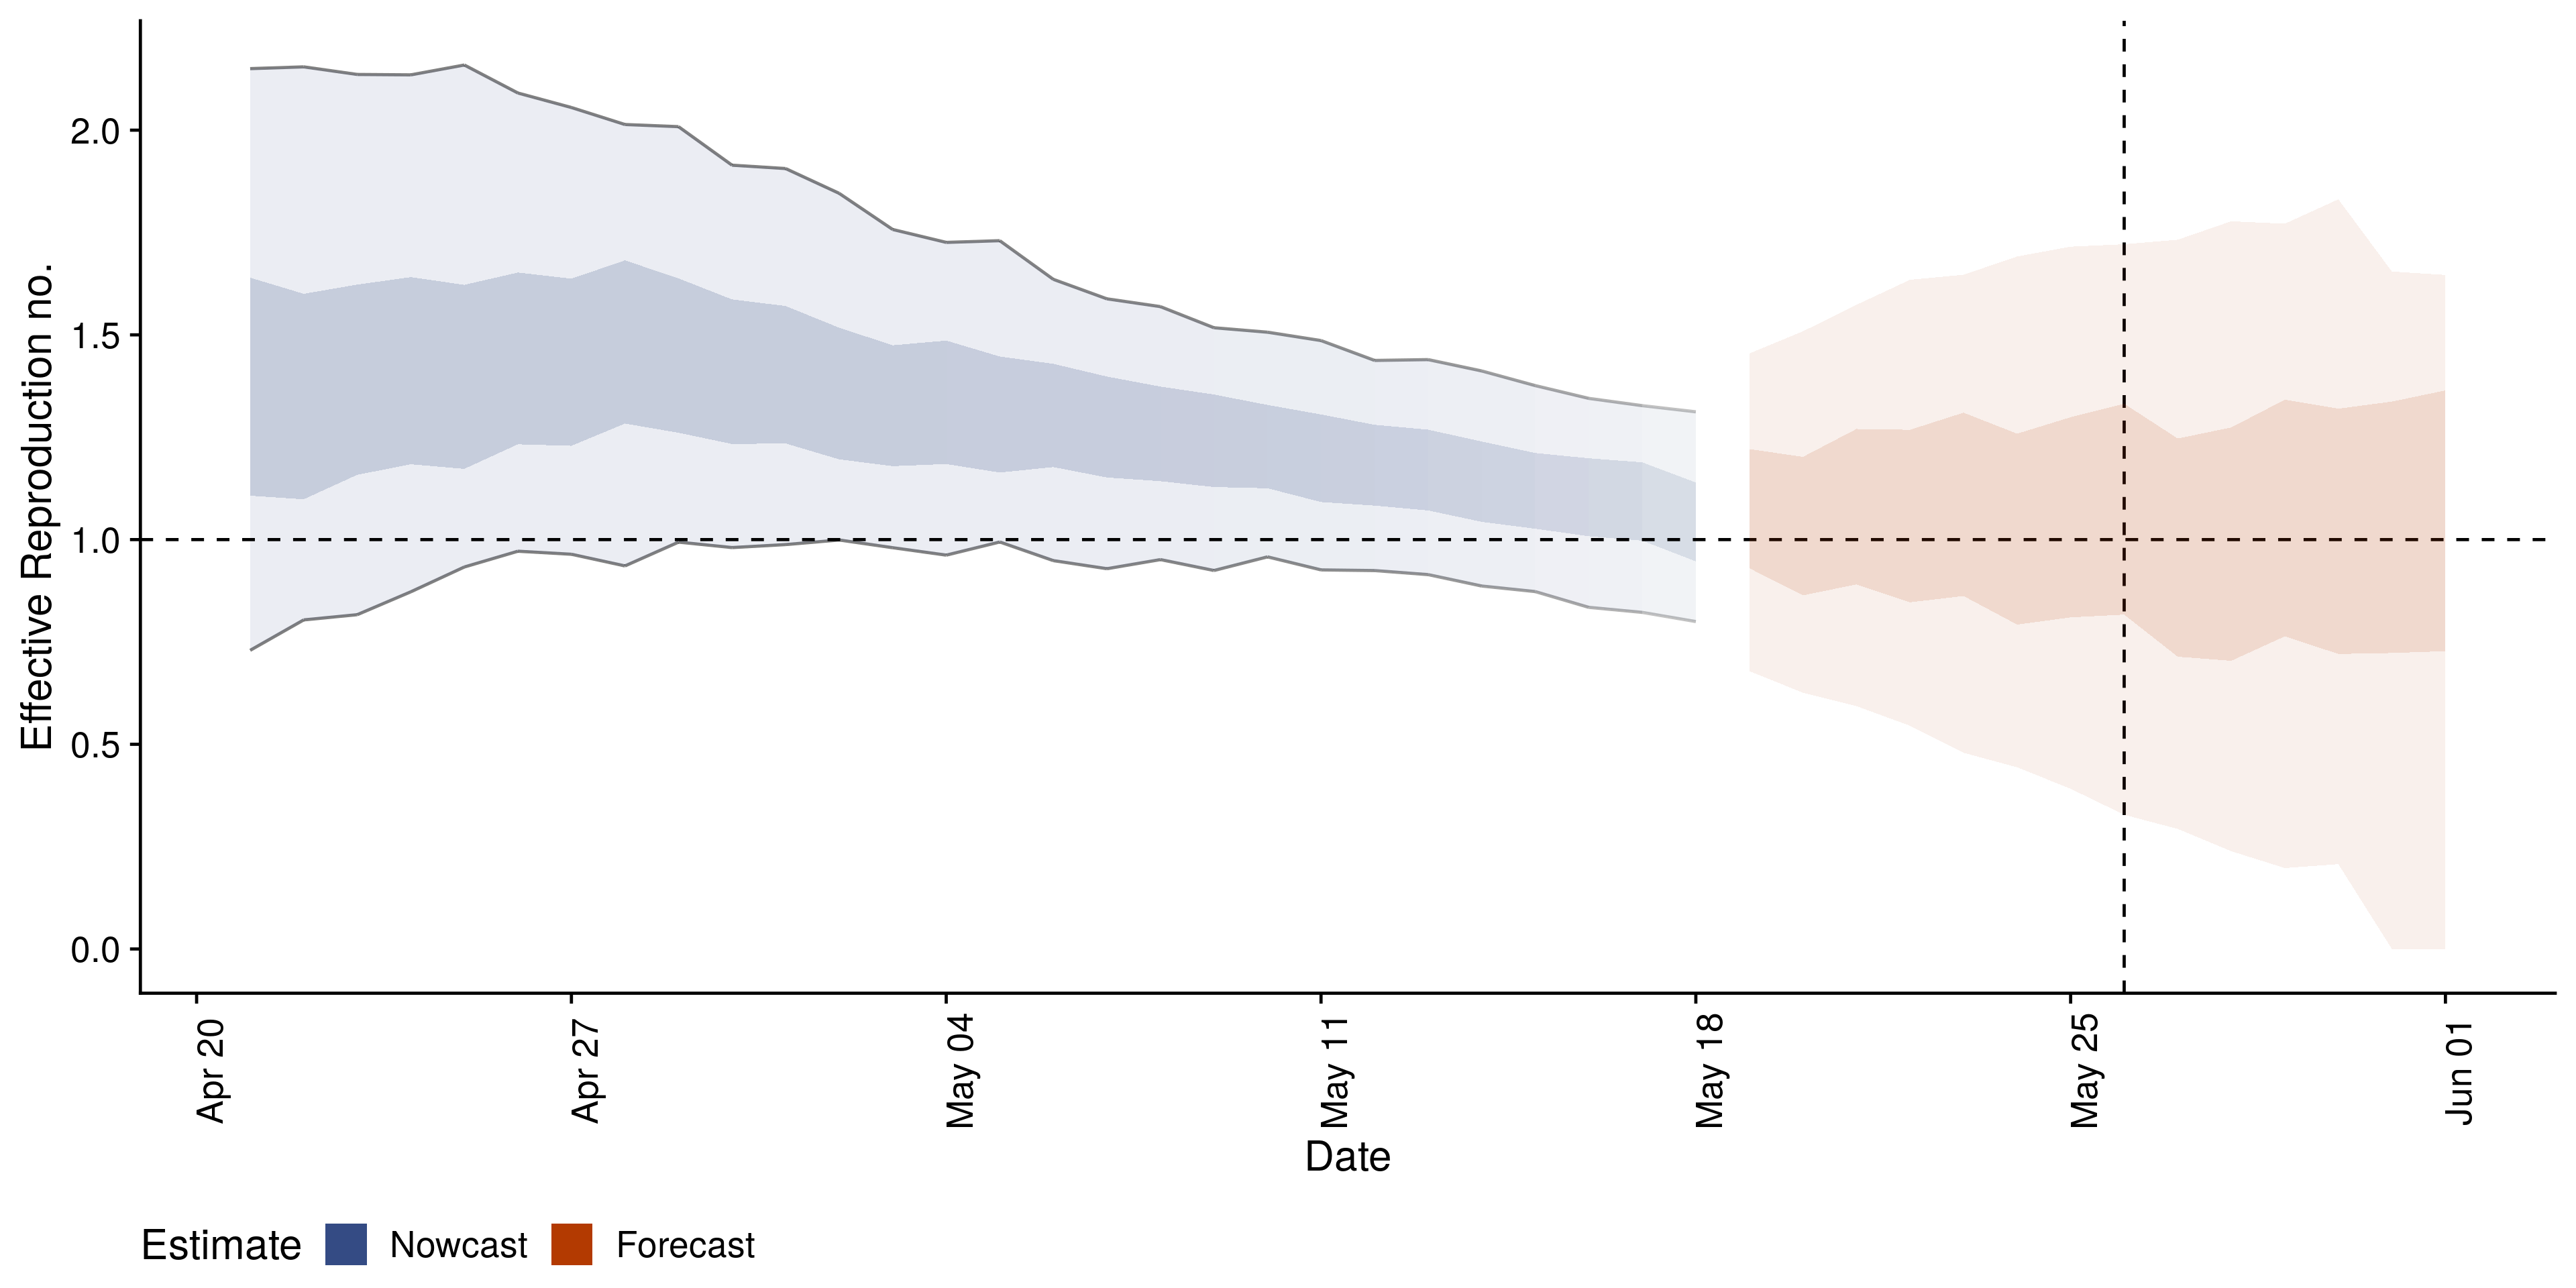 Effective Reproduction no.
2.0
1.5
1.0
0.5
0.0
Apr 20
Apr 27
May 04
May 11
May 18
May 25
Jun 01
Date
Estimate Nowcast Forecast